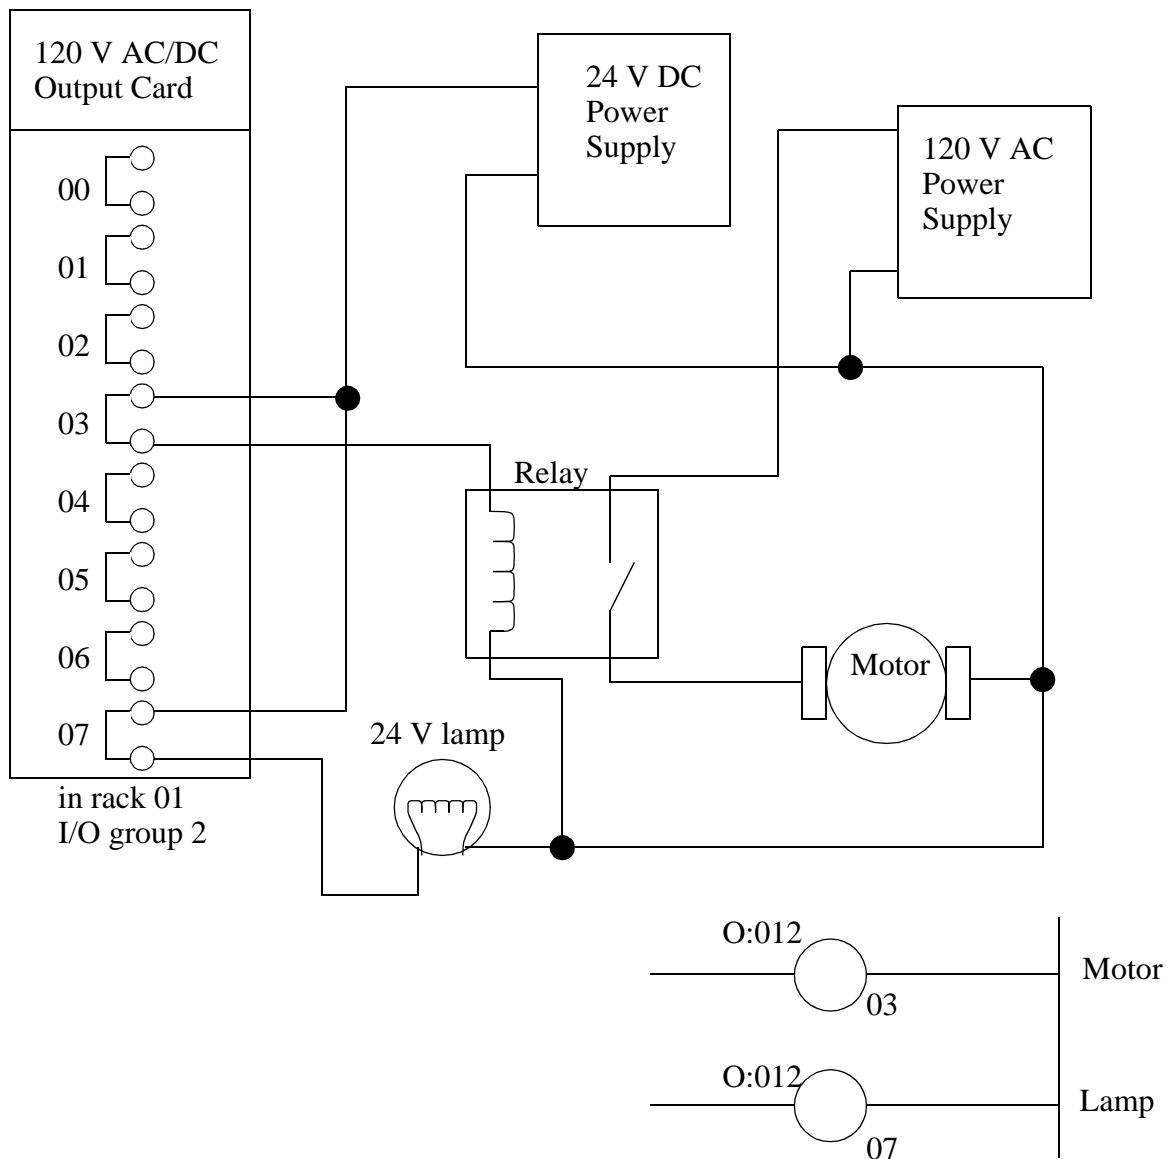 120 V AC/DC
Output Card
24 V DC
Power
Supply
120 V AC
Power
Supply
00
01
02
03
04
05
06
07
in rack 01
I/O group 2
Relay
Motor
24 V lamp
O:012
03
Motor
O:012
07
Lamp